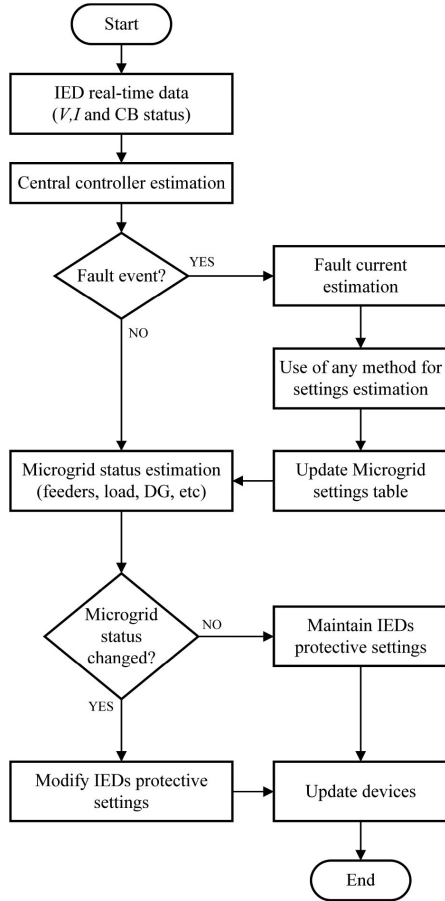 Start
IED real-time data
(V,I and CB status)
Central controller estimation
Fault event?
YES
Fault current
estimation
NO
Use of any method for
settings estimation
Microgrid status estimation
(feeders, load, DG, etc)
Update Microgrid
settings table
Microgrid
status
changed?
NO
Maintain IEDs
protective settings
YES
Modify IEDs protective
settings
Update devices
End